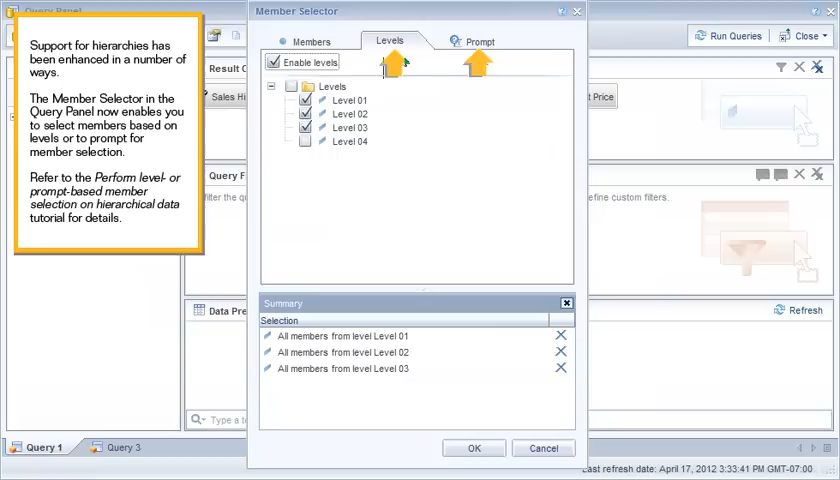 Query Panel
Member Selector
Support for hierarchies has
been enhanced in a number of
ways.
The Member Selector in the
Query Panel now enables you
to select members based on
levels or to prompt for
member selection.
Refer to the Perform level- or
prompt-based member
selection on hierarchical data
tutorial for details.
Members
Levels
Prompt
Enable levels
Levels
Level 01
Level 02
Level 03
Level 04
Summary
Selection
All members from level Level 01
All members from level Level 02
All members from level Level 03
OK
Cancel
Run Queries
Close
Result
Sales
Price
Query
filter the query
define custom filters.
Data
Refresh
Type a
Query 1
Query 3
Last refresh date: April 17, 2012 3:33:41 PM GMT-07:00